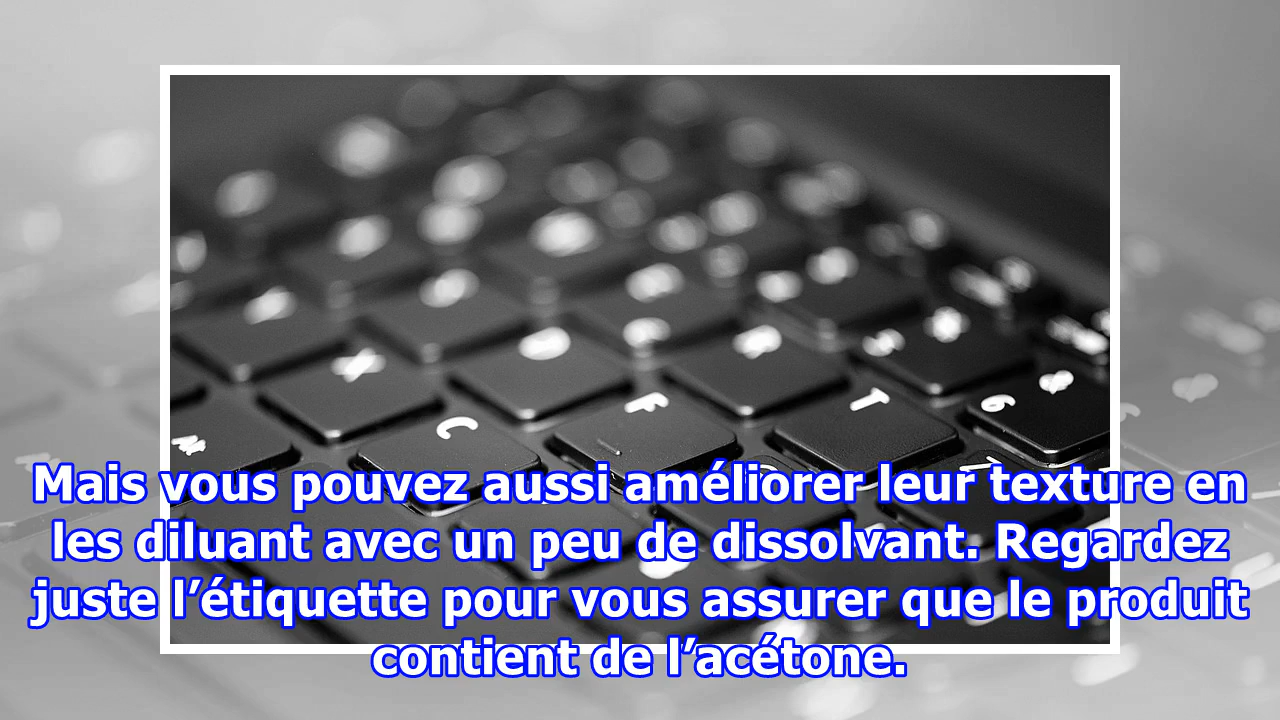 C
F
T
6
Mais vous pouvez aussi améliorer leur texture en
les diluant avec un peu de dissolvant. Regardez
juste l’étiquette pour vous assurer que le produit
contient de l’acétone.